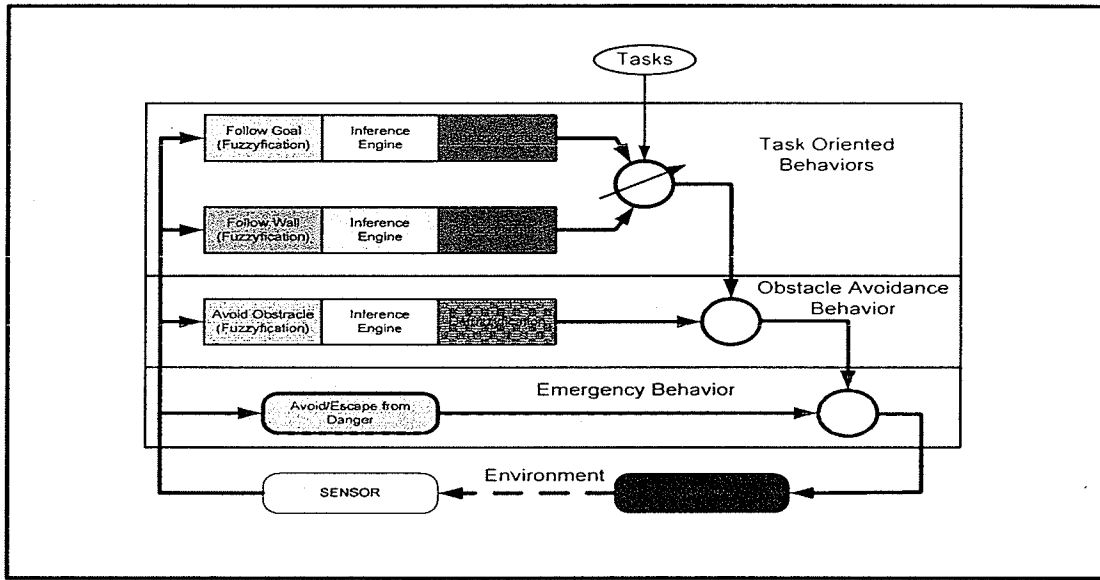 Tasks
Follow Goal
(Fuzzyfication)
Inference
Engine
Task Oriented
Behaviors
Follow Wall
(Fuzzyfication)
Inference
Engine
Obstacle Avoidance
Behavior
Avoid Obstracle
(Fuzzyfication)
Inference
Engine
Emergency Behavior
Avoid/Escape from
Danger
Environment
SENSOR